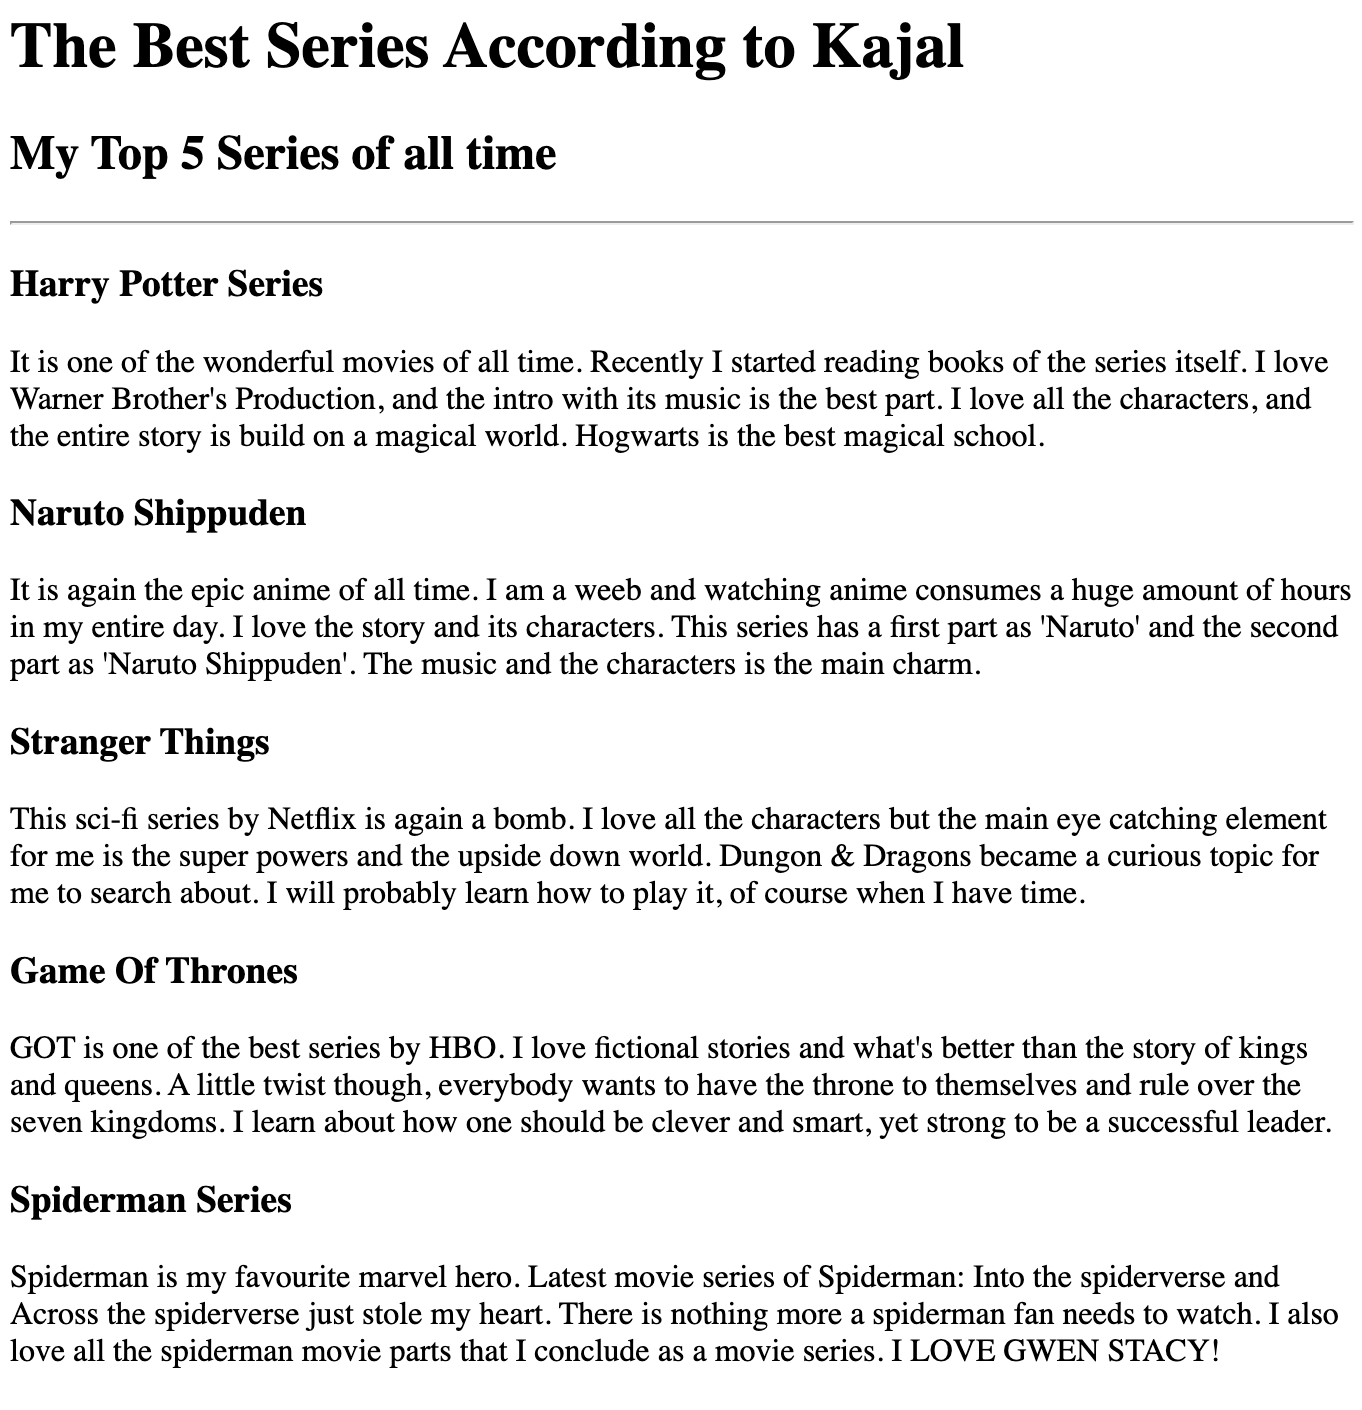 The Best Series According to Kajal
My Top 5 Series of all time
Harry Potter Series
It is one of the wonderful movies of all time. Recently I started reading books of the series itself. I love
Warner Brother's Production, and the intro with its music is the best part. I love all the characters, and
the entire story is build on a magical world. Hogwarts is the best magical school.
Naruto Shippuden
It is again the epic anime of all time. I am a weeb and watching anime consumes a huge amount of hours
in my entire day. I love the story and its characters. This series has a first part as 'Naruto' and the second
part as 'Naruto Shippuden'. The music and the characters is the main charm.
Stranger Things
This sci-fi series by Netflix is again a bomb. I love all the characters but the main eye catching element
for me is the super powers and the upside down world. Dungon & Dragons became a curious topic for
me to search about. I will probably learn how to play it, of course when I have time.
Game Of Thrones
GOT is one of the best series by HBO. I love fictional stories and what's better than the story of kings
and queens. A little twist though, everybody wants to have the throne to themselves and rule over the
seven kingdoms. I learn about how one should be clever and smart, yet strong to be a successful leader.
Spiderman Series
Spiderman is my favourite marvel hero. Latest movie series of Spiderman: Into the spiderverse and
Across the spiderverse just stole my heart. There is nothing more a spiderman fan needs to watch. I also
love all the spiderman movie parts that I conclude as a movie series. I LOVE GWEN STACY!